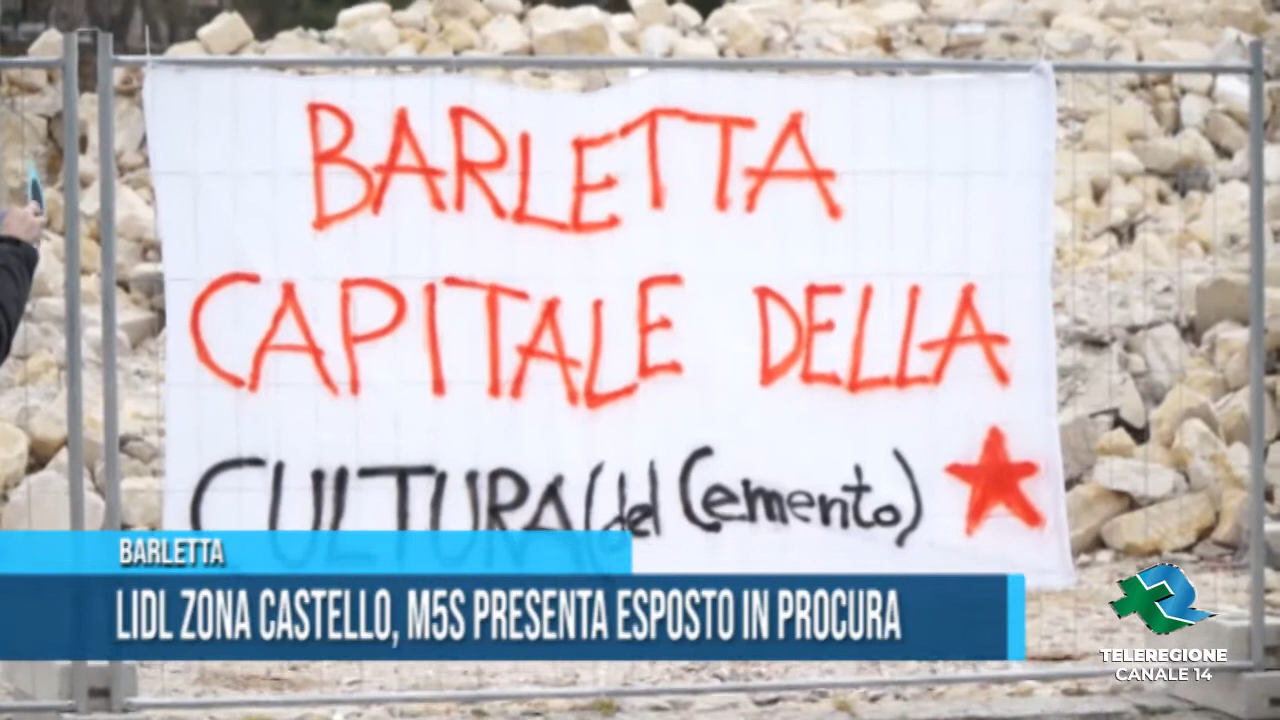 BARLETTA
CAPITALE DELLA
CULTURA (del Cemento)
BARLETTA
LIDL ZONA CASTELLO, M5S PRESENTA ESPOSTO IN PROCURA
TELEREGIONE
CANALE 14